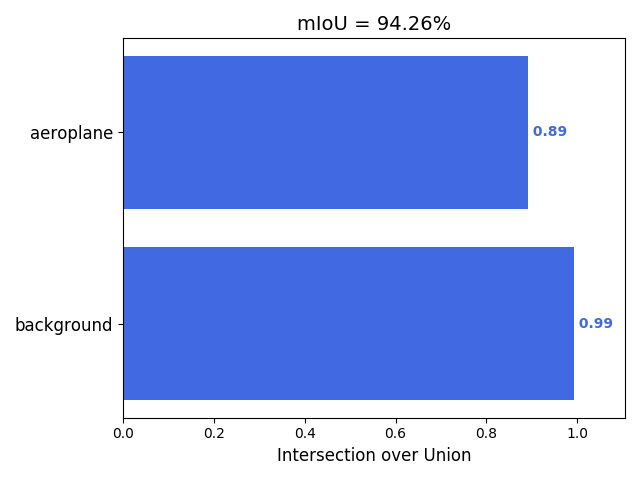 mIoU = 94.26%
aeroplane
0.89
background
0.99
0.0 0.2 0.4 0.6 0.8 1.0
Intersection over Union